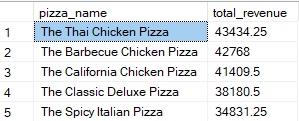 pizza_name total_revenue
1 The Thai Chicken Pizza 43434.25
2 The Barbecue Chicken Pizza 42768
3 The California Chicken Pizza 41409.5
4 The Classic Deluxe Pizza 38180.5
5 The Spicy Italian Pizza 34831.25